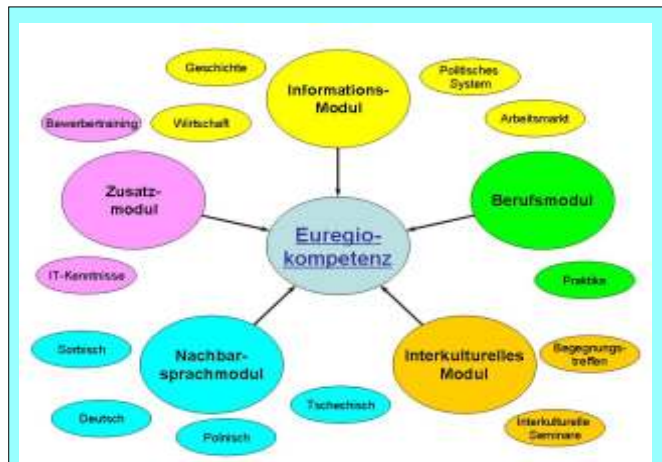 Geschichte
Informations-
Modul
Politisches
System
Bewerbertraining
Wirtschaft
Arbeitsmarkt
Zusatz-
modul
Berufsmodul
Euregio-
kompetenz
IT-Kenntnisse
Praktika
Sorbisch
Nachbar-
sprachmodul
Interkulturelles
Modul
Begegnungs-
treffen
Tschechisch
Deutsch
Polnisch
Interkulturelle
Seminare